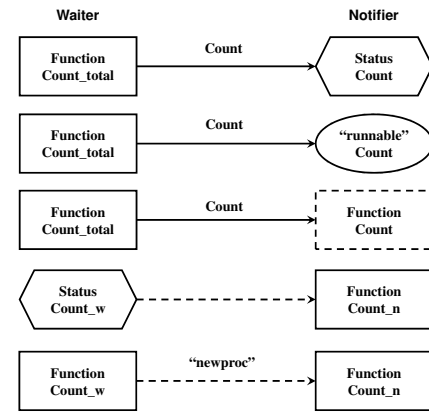 Waiter
Notifier
Function
Count_total
Count
Status
Count
Function
Count_total
Count
“runnable”
Count
Function
Count_total
Count
Function
Count
Status
Count_w
Function
Count_n
Function
Count_w
“newproc”
Function
Count_n